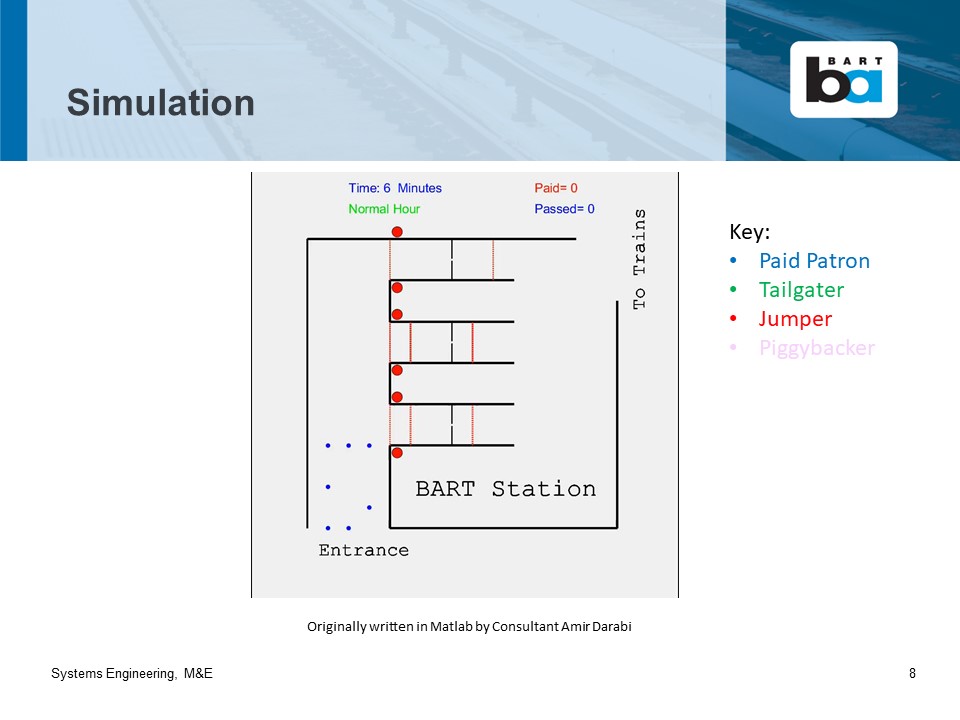 BART
ba
Simulation
Time: 6 Minutes
Paid= 0
Normal Hour
Passed= 0
To Trains
Key:
• Paid Patron
• Tailgater
• Jumper
• Piggybacker
BART Station
Entrance
Originally written in Matlab by Consultant Amir Darabi
Systems Engineering, M&E
8